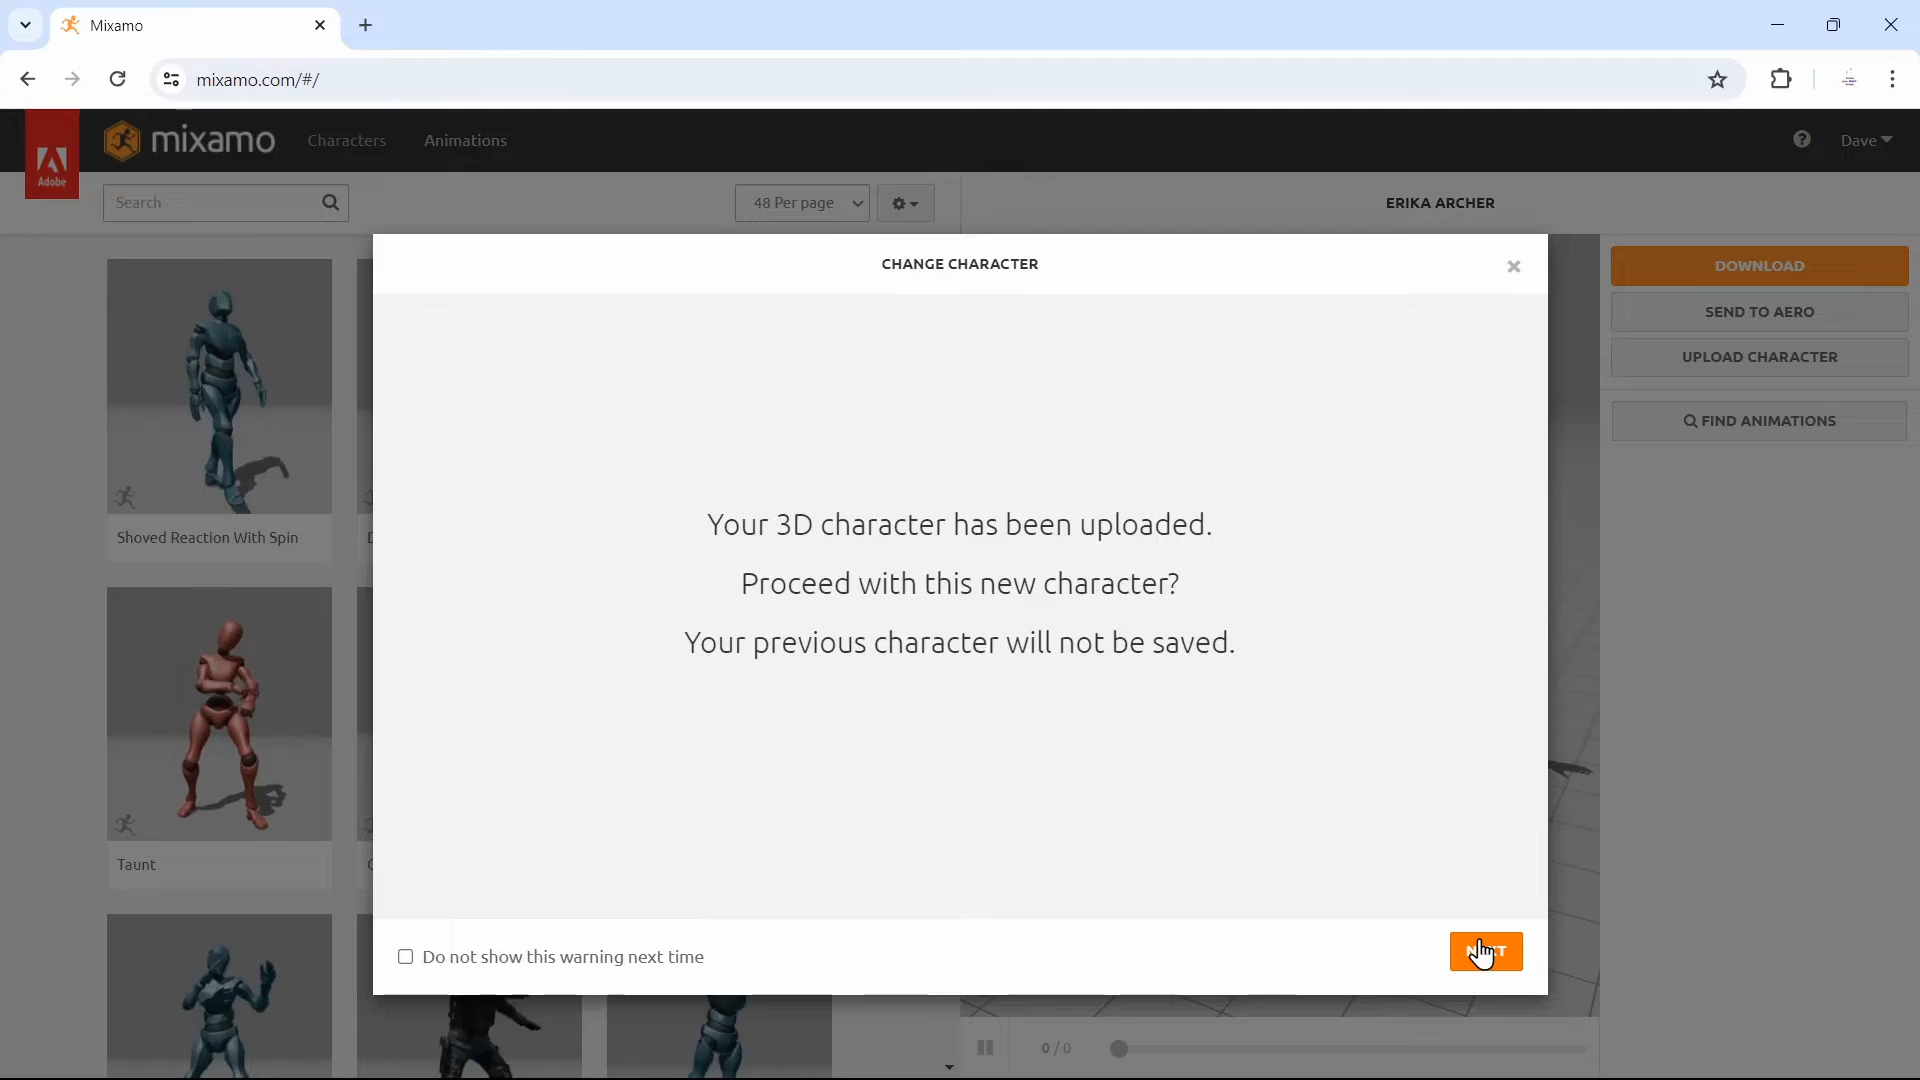 Mixamo
mixamo.com/#/
Adobe
mixamo
Characters
Animations
Dave
Search
48 Per page
ERIKA ARCHER
CHANGE CHARACTER
DOWNLOAD
SEND TO AERO
UPLOAD CHARACTER
FIND ANIMATIONS
Shoved Reaction With Spin
Your 3D character has been uploaded.
Proceed with this new character?
Your previous character will not be saved.
Taunt
Do not show this warning next time
0 / 0